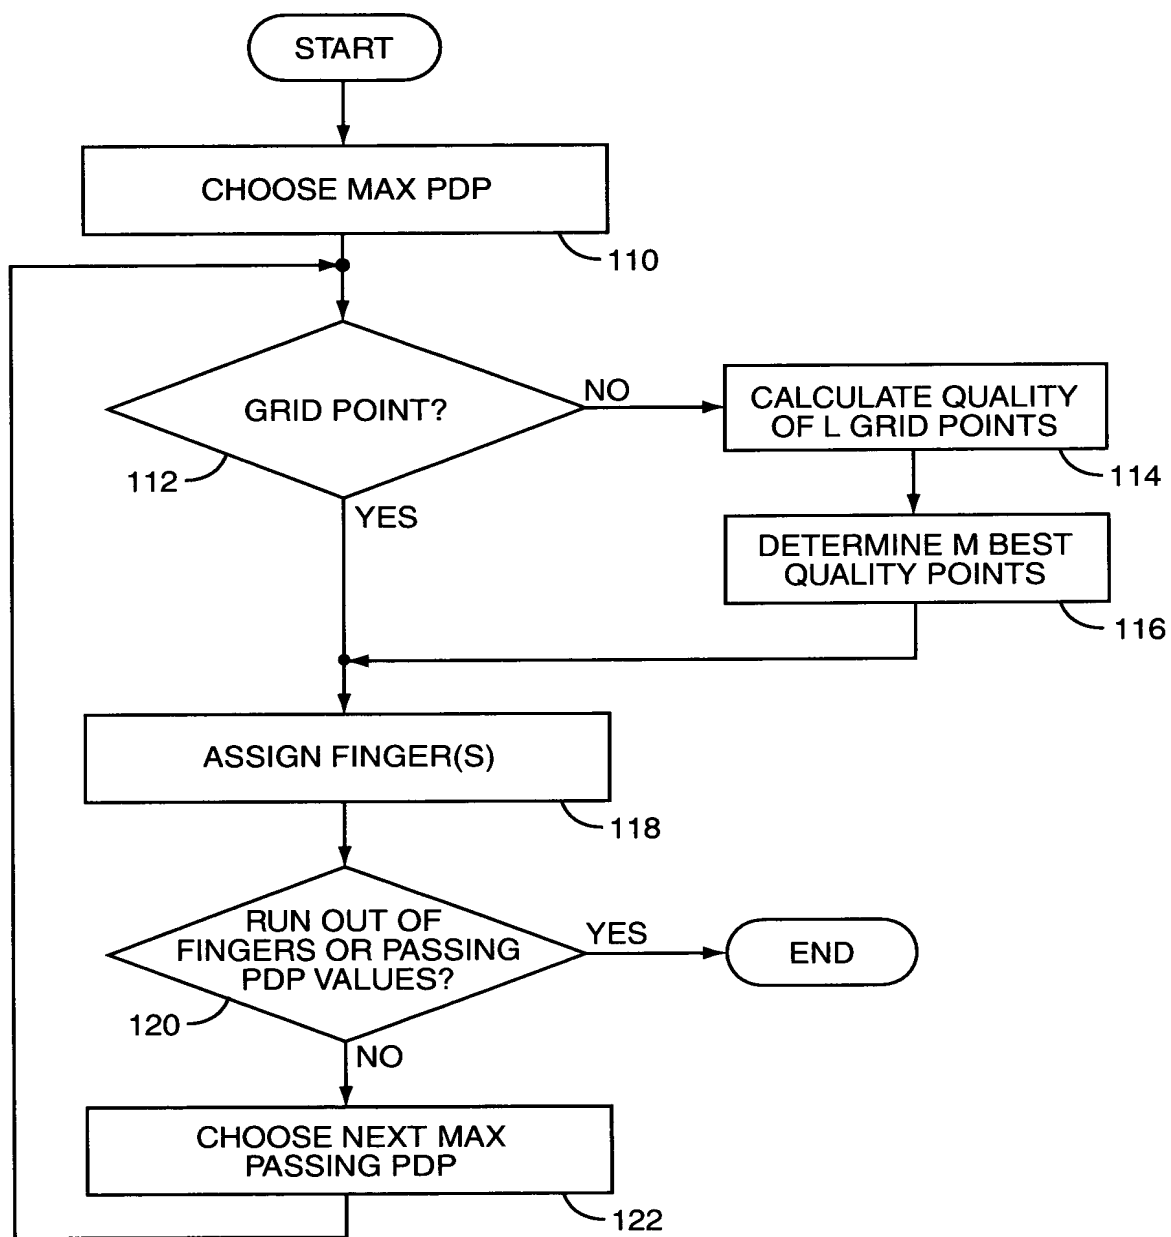 START
CHOOSE MAX PDP
110
GRID POINT?
NO
112
YES
CALCULATE QUALITY
OF L GRID POINTS
114
DETERMINE M BEST
QUALITY POINTS
116
ASSIGN FINGER(S)
118
RUN OUT OF
FINGERS OR PASSING
PDP VALUES?
YES
120
NO
END
CHOOSE NEXT MAX
PASSING PDP
122